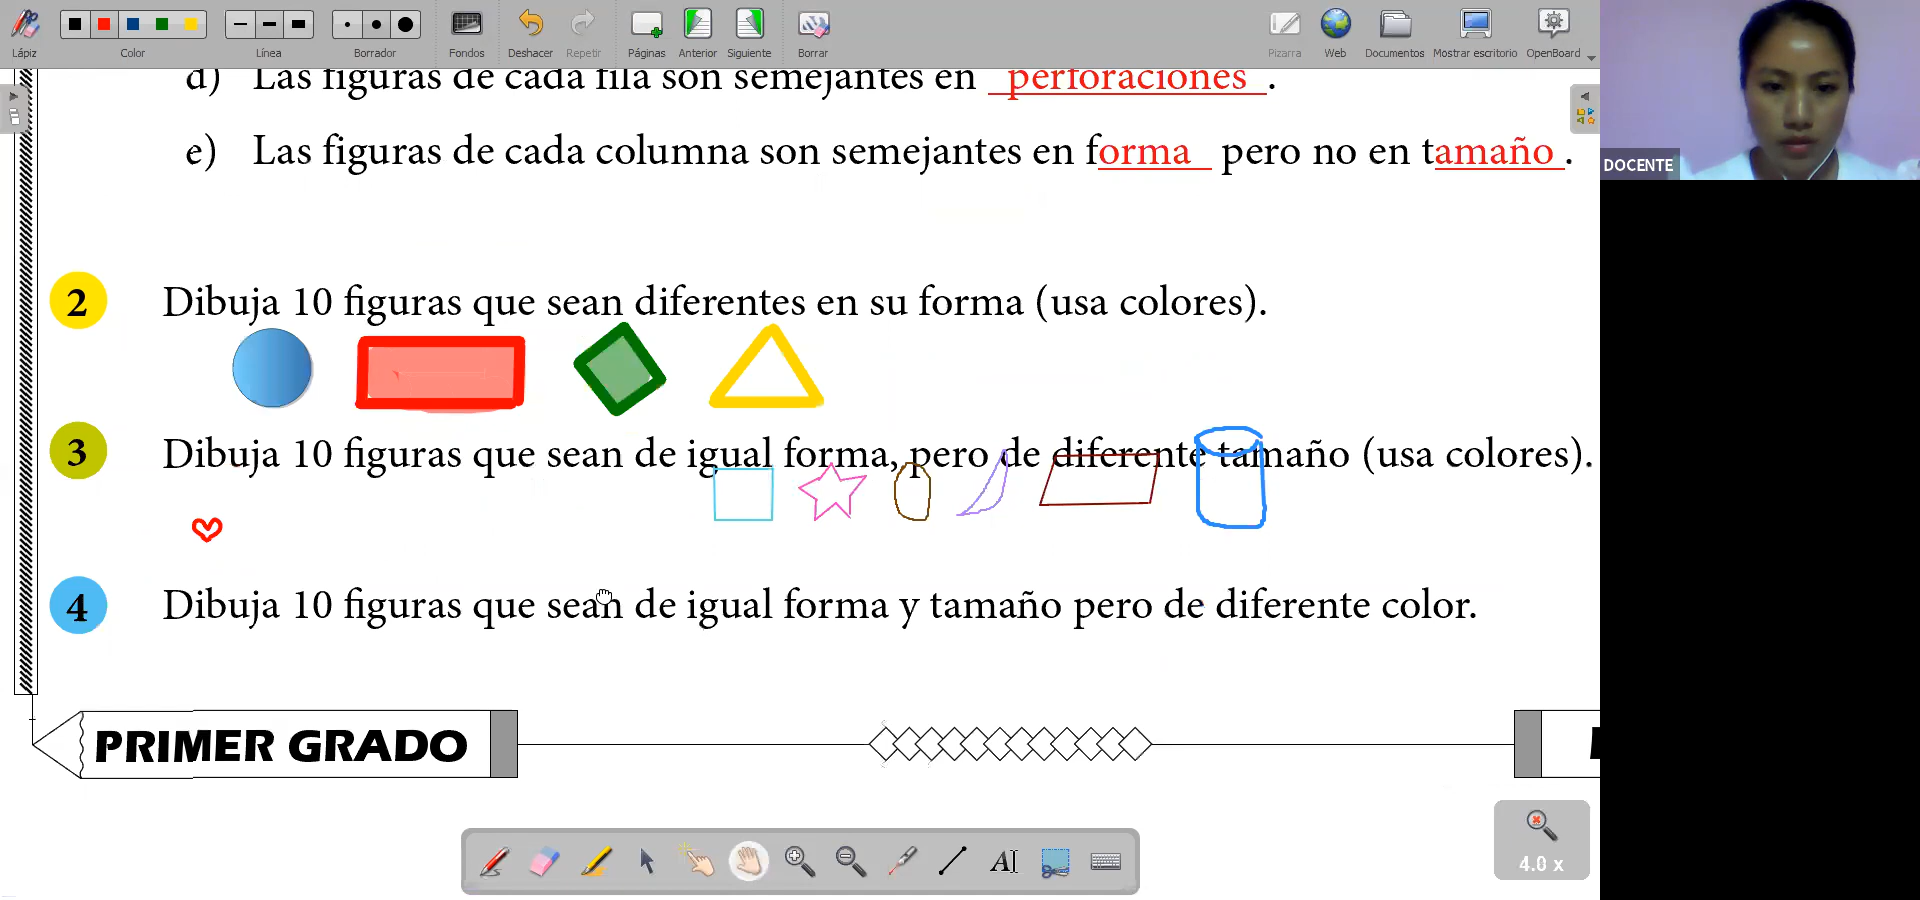 Lápiz Color Línea Borrador Fondos Deshacer Repetir Páginas Anterior Siguiente Borrar Pizarra Web Documentos Mostrar escritorio OpenBoard
d) Las figuras de cada fila son semejantes en perforaciones.
e) Las figuras de cada columna son semejantes en forma pero no en tamaño.
DOCENTE
2 Dibuja 10 figuras que sean diferentes en su forma (usa colores).
3 Dibuja 10 figuras que sean de igual forma, pero de diferente tamaño (usa colores).
4 Dibuja 10 figuras que sean de igual forma y tamaño pero de diferente color.
PRIMER GRADO
4.0 x